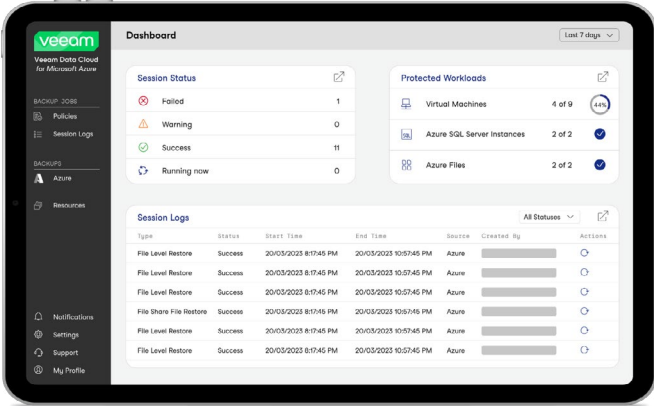 veeam
Veeam Data Cloud
for Microsoft Azure
BACKUP JOBS
Policies
Session Logs
BACKUPS
Azure
Resources
Notifications
Settings
Support
My Profile
Dashboard
Last 7 days
Session Status
Failed 1
Warning 0
Success 11
Running now 0
Protected Workloads
Virtual Machines 4 of 9 44%
SQL Azure SQL Server Instances 2 of 2
Azure Files 2 of 2
Session Logs
All Statuses
Type Status Start Time End Time Source Created By Actions
File Level Restore Success 20/03/2023 8:17:45 PM 20/03/2023 10:57:45 PM Azure
File Level Restore Success 20/03/2023 8:17:45 PM 20/03/2023 10:57:45 PM Azure
File Level Restore Success 20/03/2023 8:17:45 PM 20/03/2023 10:57:45 PM Azure
File Share File Restore Success 20/03/2023 8:17:45 PM 20/03/2023 10:57:45 PM Azure
File Level Restore Success 20/03/2023 8:17:45 PM 20/03/2023 10:57:45 PM Azure
File Level Restore Success 20/03/2023 8:17:45 PM 20/03/2023 10:57:45 PM Azure